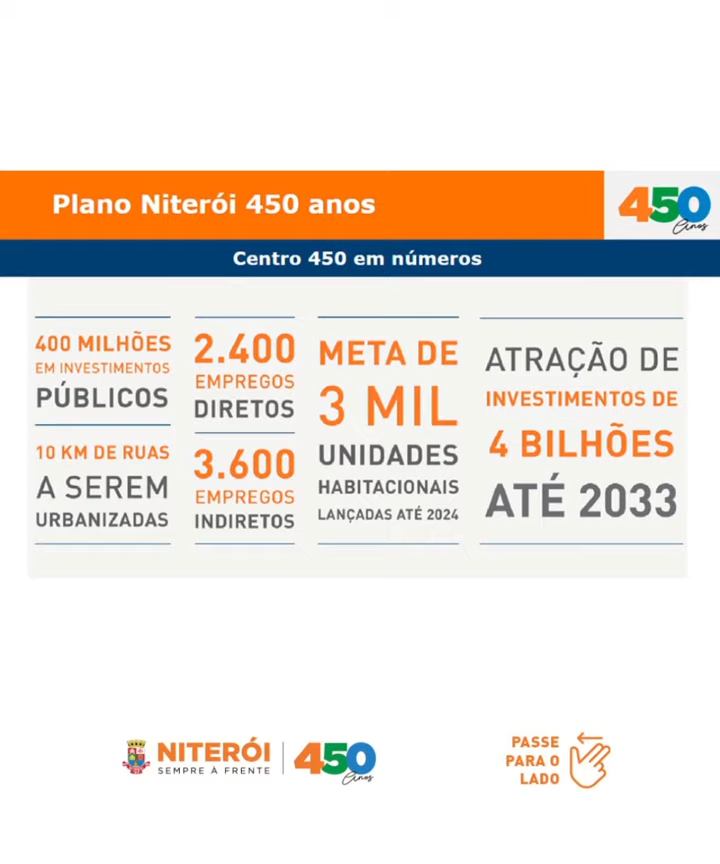 Plano Niterói 450 anos
450
Anos
Centro 450 em números
400 MILHÕES
EM INVESTIMENTOS
PÚBLICOS
10 KM DE RUAS
A SEREM
URBANIZADAS
2.400
EMPREGOS
DIRETOS
3.600
EMPREGOS
INDIRETOS
META DE
3 MIL
UNIDADES
HABITACIONAIS
LANÇADAS ATÉ 2024
ATRAÇÃO DE
INVESTIMENTOS DE
4 BILHÕES
ATÉ 2033
NITERÓI
SEMPRE À FRENTE
450
Anos
PASSE
PARA O
LADO